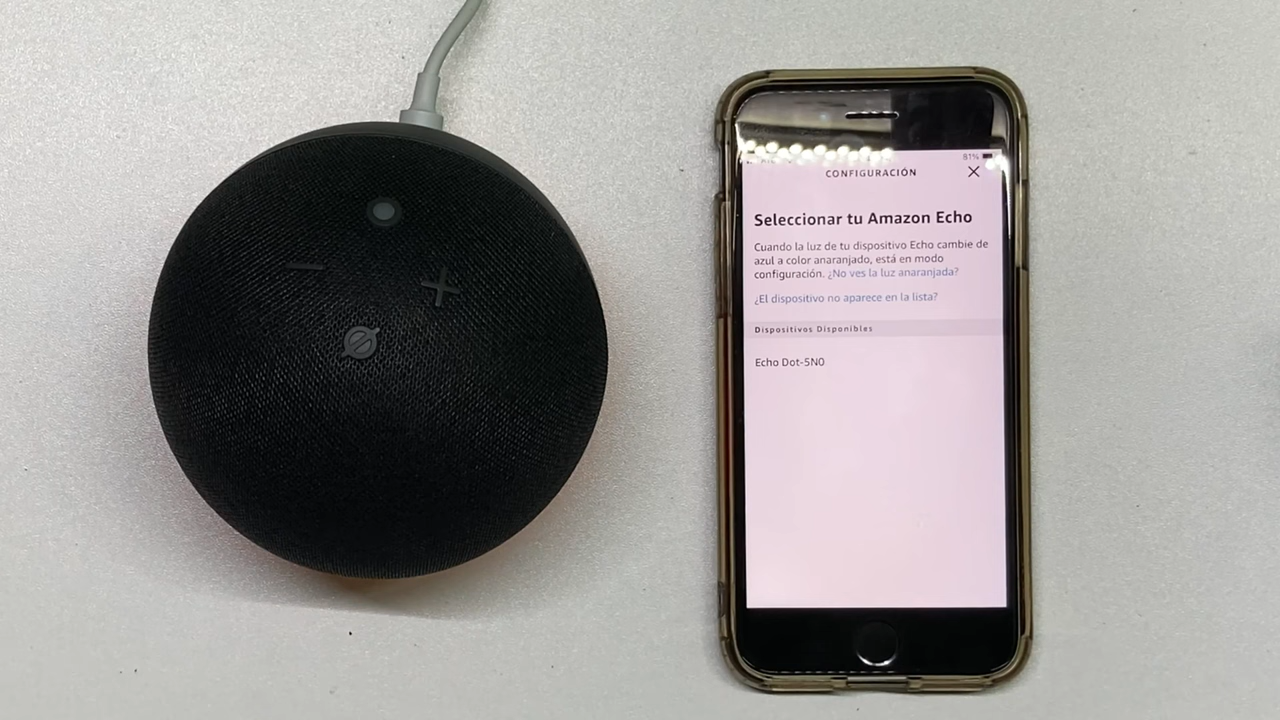 81%
CONFIGURACIÓN
Seleccionar tu Amazon Echo
Cuando la luz de tu dispositivo Echo cambie de
azul a color anaranjado, está en modo
configuración. ¿No ves la luz anaranjada?
¿El dispositivo no aparece en la lista?
Dispositivos Disponibles
Echo Dot-5N0